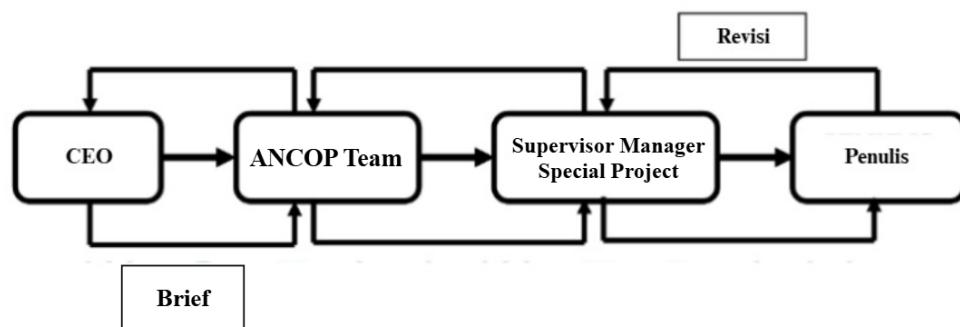 Revisi
CEO
ANCOP Team
Supervisor Manager
Special Project
Penulis
Brief